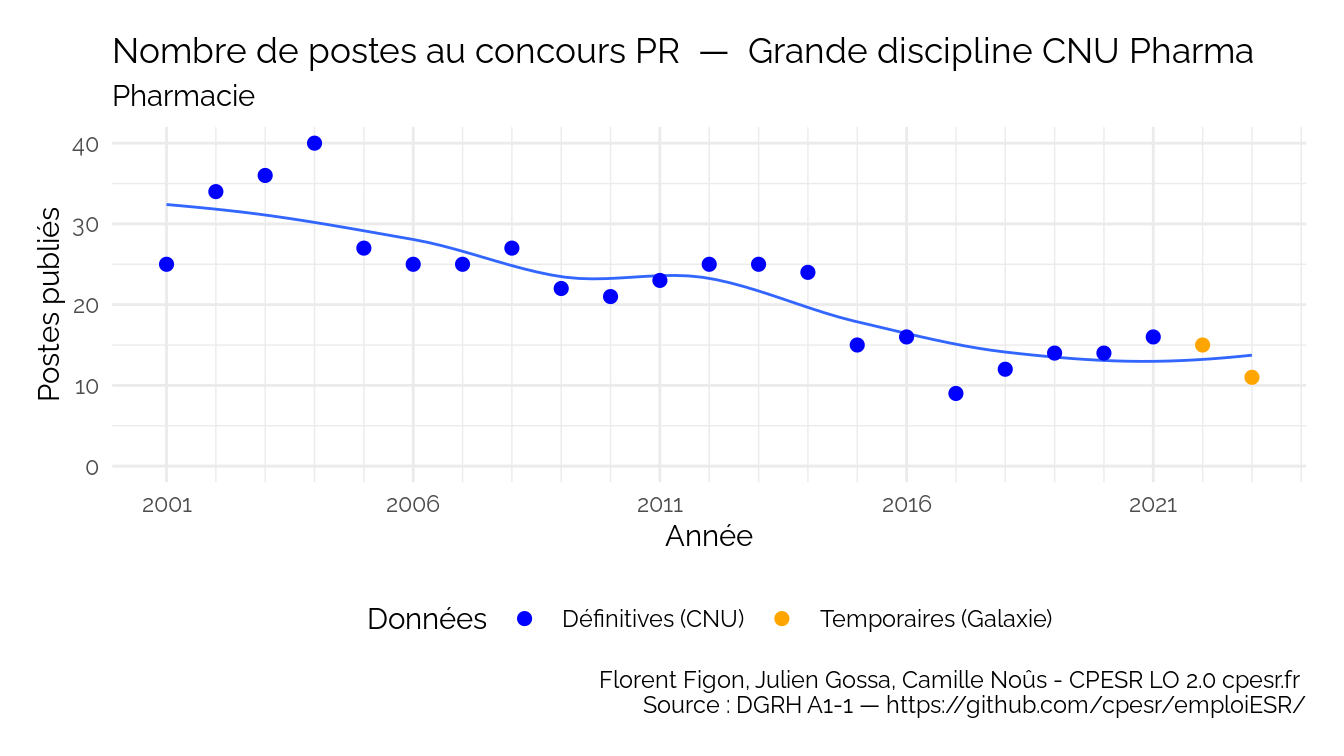 Nombre de postes au concours PR — Grande discipline CNU Pharma
Pharmacie
40
30
20
10
0
Postes publiés
2001 2006 2011 2016 2021
Année
Données Définitives (CNU) Temporaires (Galaxie)
Florent Figon, Julien Gossa, Camille Noûs - CPESR LO 2.0 cpesr.fr
Source : DGRH A1-1 — https://github.com/cpesr/emploiESR/